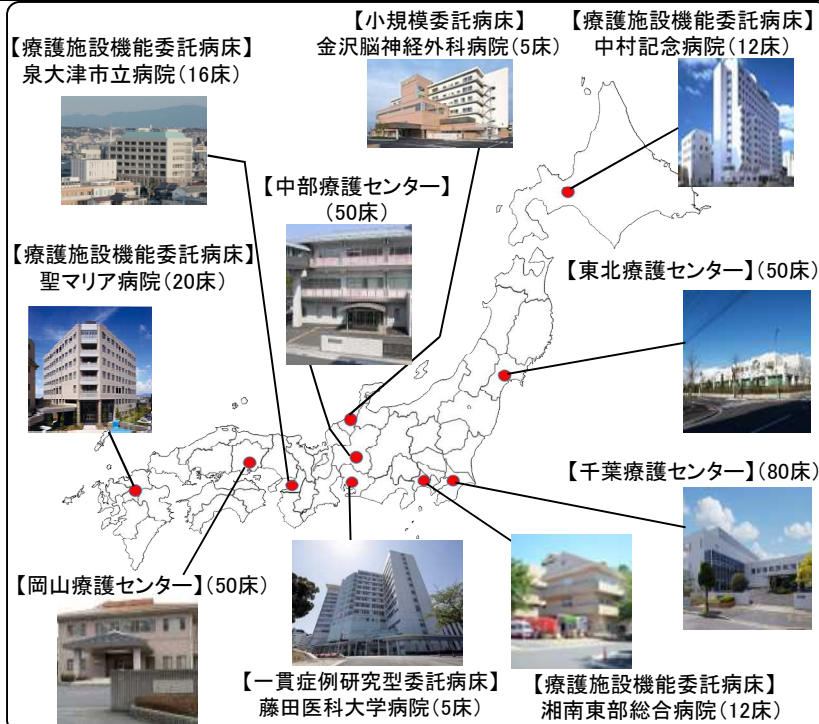 【小規模委託病床】
金沢脳神経外科病院(5床)
【療護施設機能委託病床】
中村記念病院(12床)
【療護施設機能委託病床】
泉大津市立病院(16床)
【中部療護センター】
(50床)
【療護施設機能委託病床】
聖マリア病院(20床)
【東北療護センター】(50床)
【千葉療護センター】(80床)
【岡山療護センター】(50床)
【一貫症例研究型委託病床】
藤田医科大学病院(5床)
【療護施設機能委託病床】
湘南東部総合病院(12床)